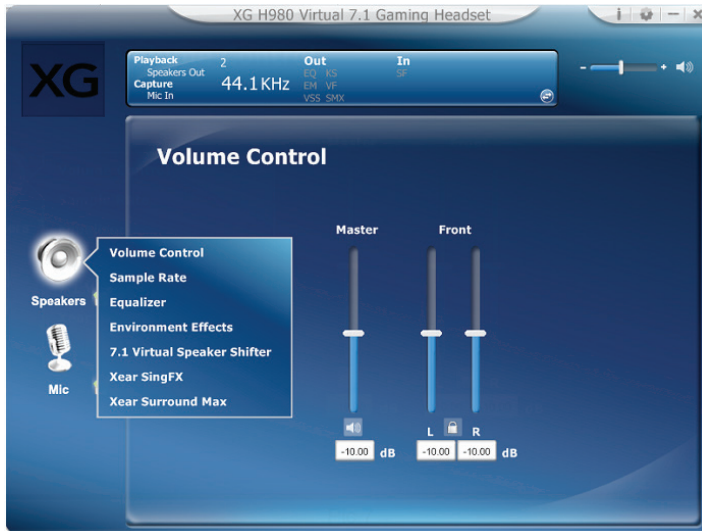 XG H980 Virtual 7.1 Gaming Headset
i
XG
Playback
Speakers Out
Capture
Mic In
2
44.1KHz
Out
EQ KS
EM VF
VSS SMX
In
SF
- +
Volume Control
Master
Front
Speakers
Mic
Volume Control
Sample Rate
Equalizer
Environment Effects
7.1 Virtual Speaker Shifter
Xear SingFX
Xear Surround Max
L R
-10.00 dB -10.00 -10.00 dB